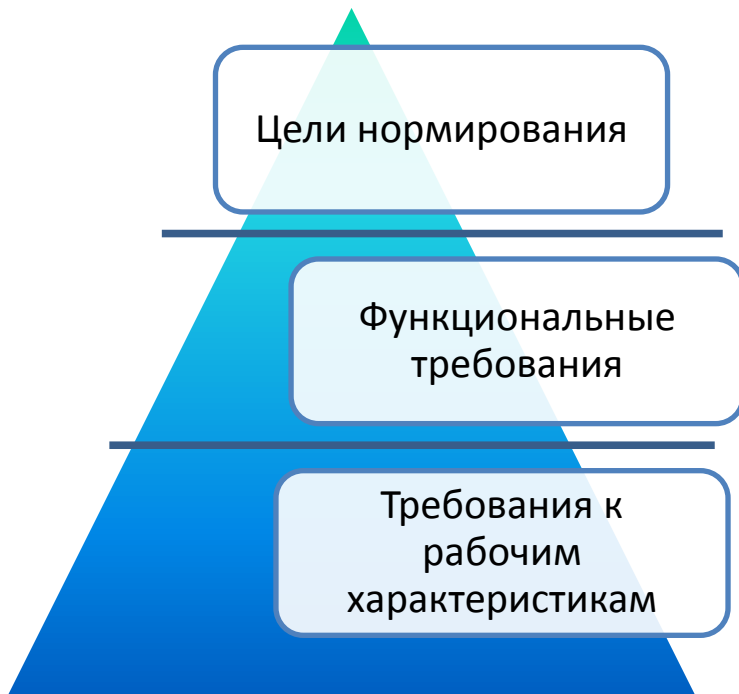 Цели нормирования
Функциональные
требования
Требования к
рабочим
характеристикам